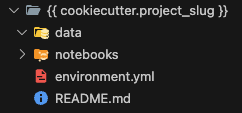 {{ cookiecutter.project_slug }}
data
notebooks
environment.yml
README.md